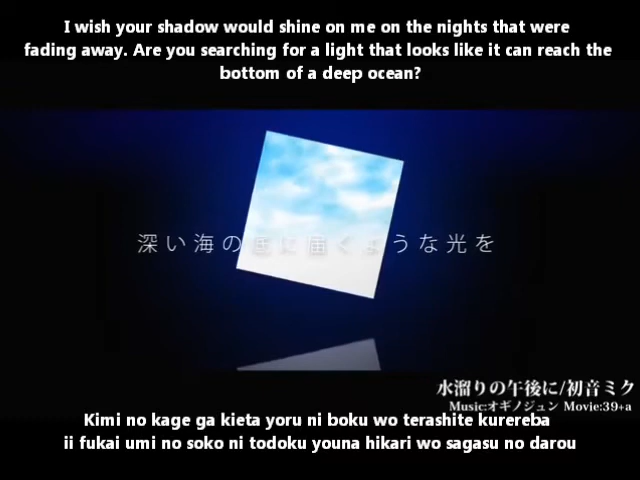 I wish your shadow would shine on me on the nights that were
fading away. Are you searching for a light that looks like it can reach the
bottom of a deep ocean?
深い海の底に届くような光を
水溜りの午後に/初音ミク
Music:オギノジュン Movie:39+a
Kimi no kage ga kieta yoru ni boku wo terashite kurereba
ii fukai umi no soko ni todoku youna hikari wo sagasu no darou